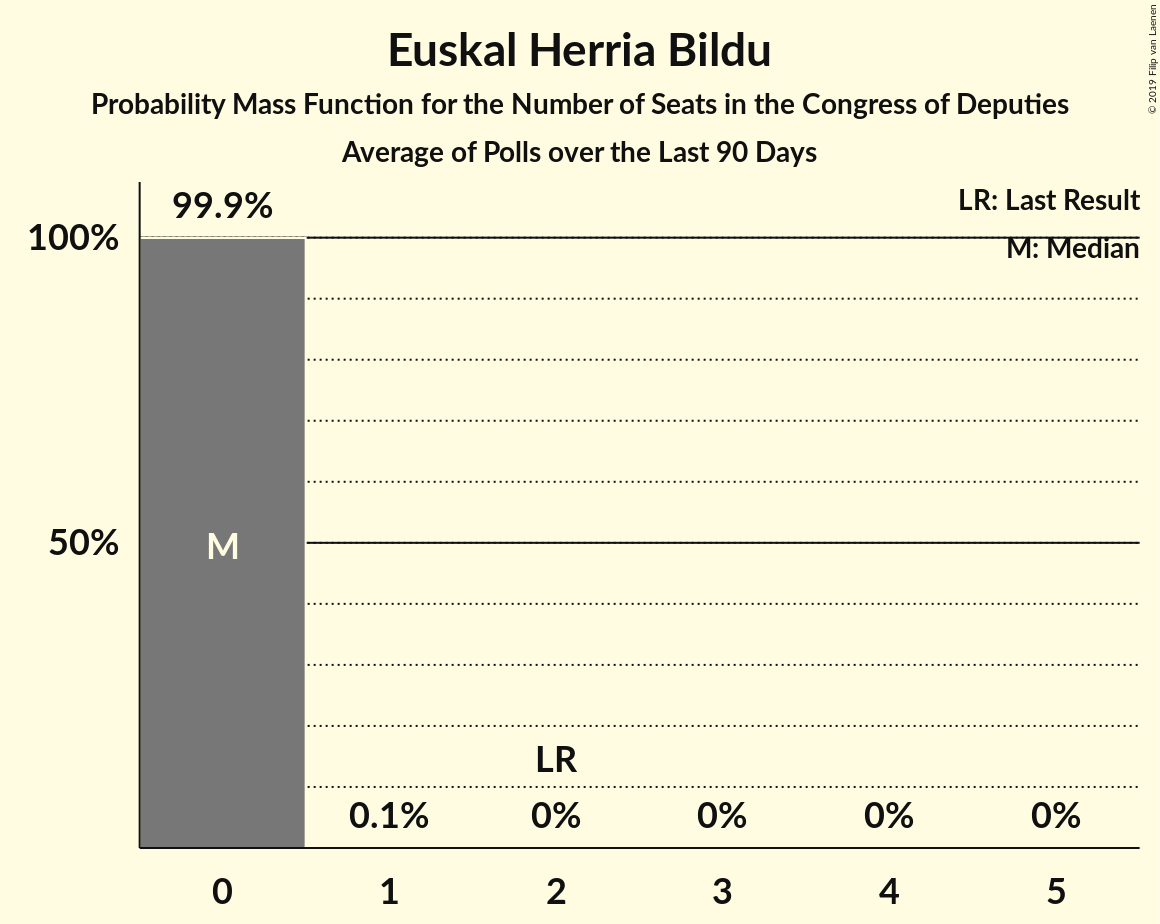 Euskal Herria Bildu
Probability Mass Function for the Number of Seats in the Congress of Deputies
Average of Polls over the Last 90 Days
© 2019 Filip van Laenen
LR: Last Result
M: Median
99.9%
100%
50%
M
LR
0.1%
0%
0%
0%
0%
0
1
2
3
4
5